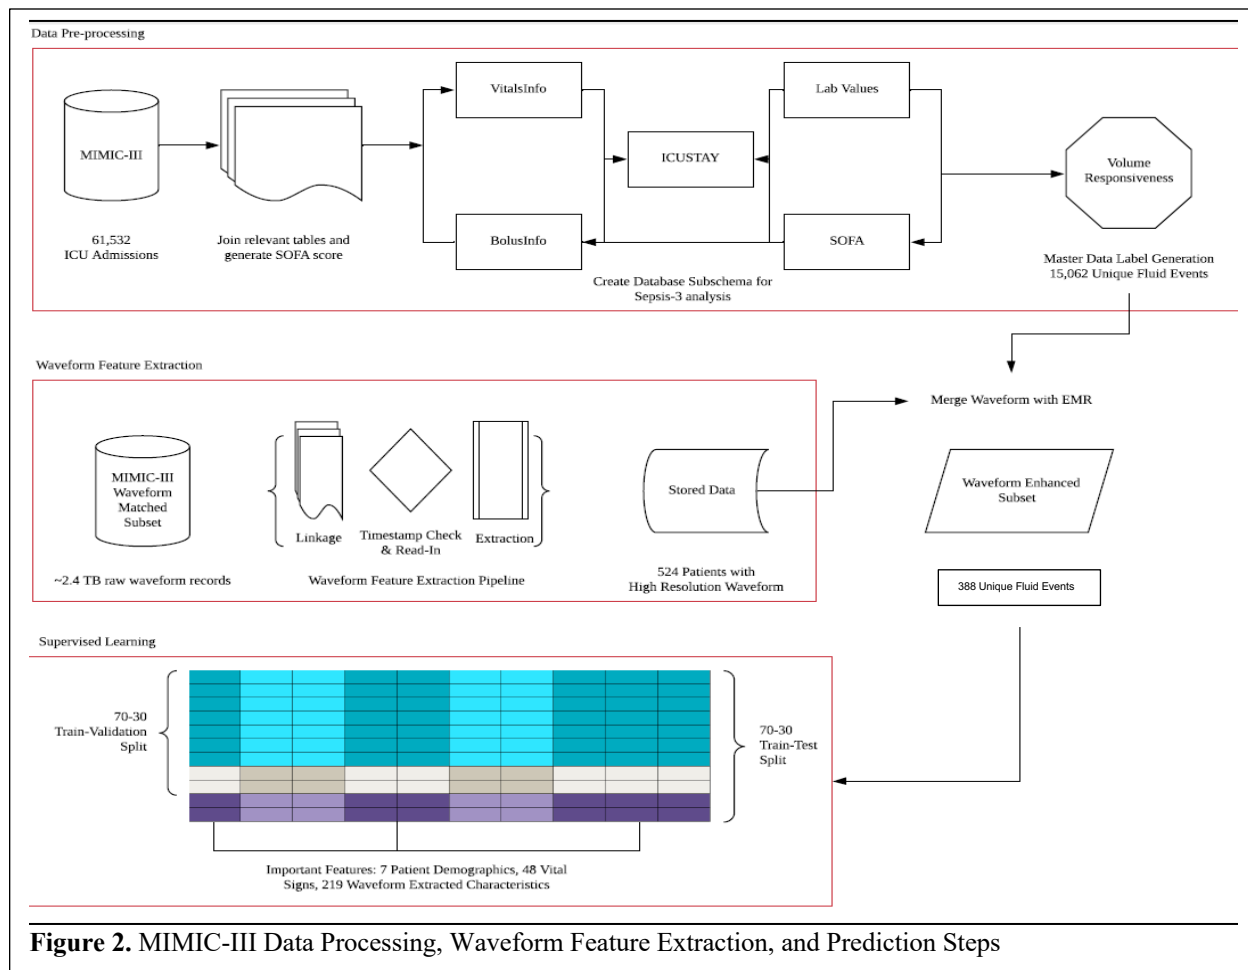 Data Pre-processing
MIMIC-III
61,532
ICU Admissions
Join relevant tables and
generate SOFA score
VitalsInfo
BolusInfo
ICUSTAY
Lab Values
SOFA
Create Database Subschema for
Sepsis-3 analysis
Volume
Responsiveness
Master Data Label Generation
15,062 Unique Fluid Events
Waveform Feature Extraction
MIMIC-III
Waveform
Matched
Subset
~2.4 TB raw waveform records
Linkage
Timestamp Check
& Read-In
Extraction
Waveform Feature Extraction Pipeline
Stored Data
524 Patients with
High Resolution Waveform
Merge Waveform with EMR
Waveform Enhanced
Subset
388 Unique Fluid Events
Supervised Learning
70-30
Train-Validation
Split
70-30
Train-Test
Split
Important Features: 7 Patient Demographics, 48 Vital
Signs, 219 Waveform Extracted Characteristics
Figure 2. MIMIC-III Data Processing, Waveform Feature Extraction, and Prediction Steps